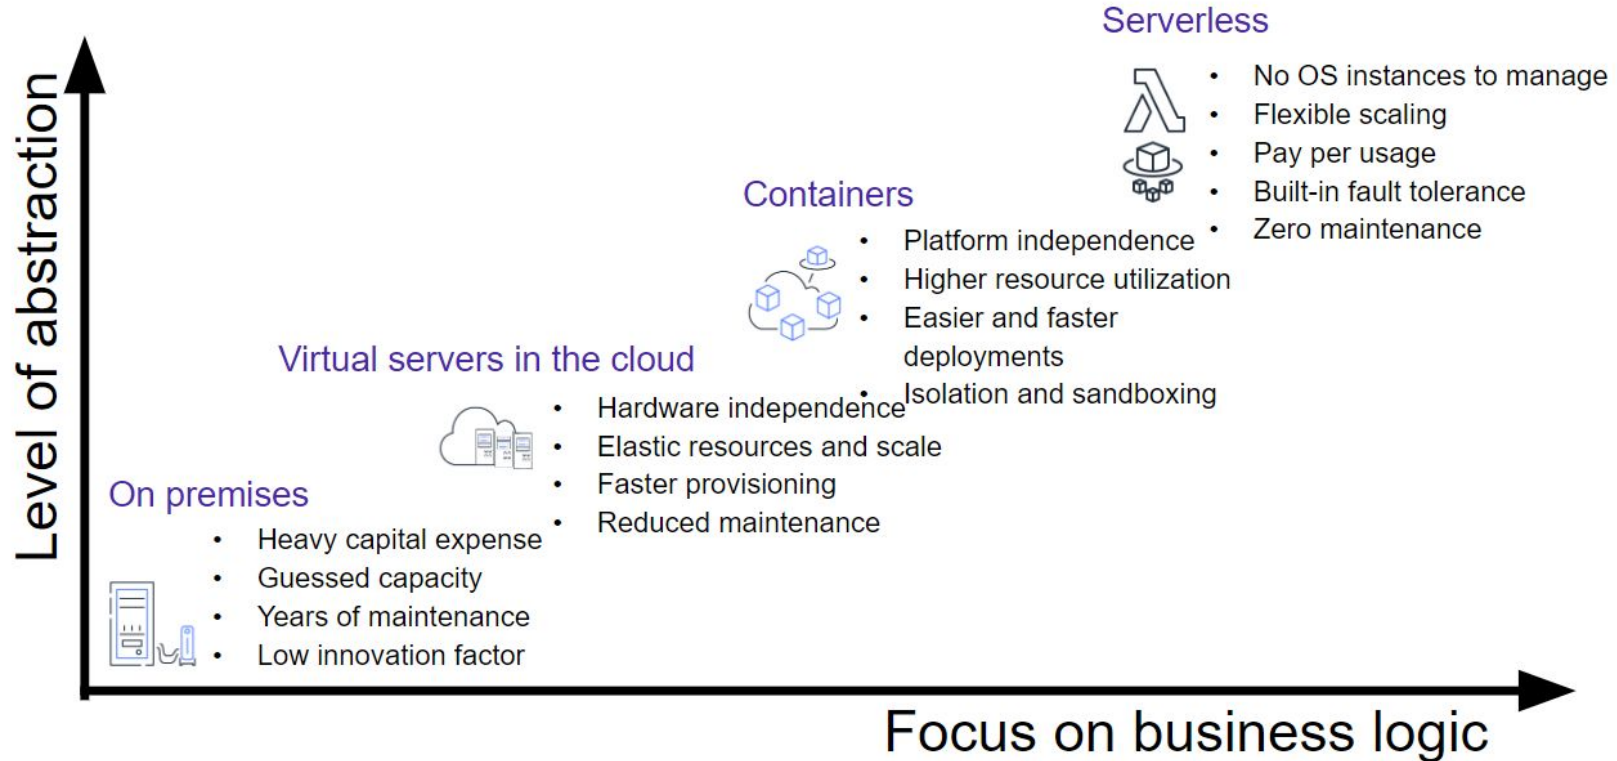 Serverless
• No OS instances to manage
• Flexible scaling
• Pay per usage
• Built-in fault tolerance
• Zero maintenance
Containers
• Platform independence
• Higher resource utilization
• Easier and faster
deployments
• Isolation and sandboxing
Virtual servers in the cloud
• Hardware independence
• Elastic resources and scale
• Faster provisioning
• Reduced maintenance
On premises
• Heavy capital expense
• Guessed capacity
• Years of maintenance
• Low innovation factor
Level of abstraction
Focus on business logic